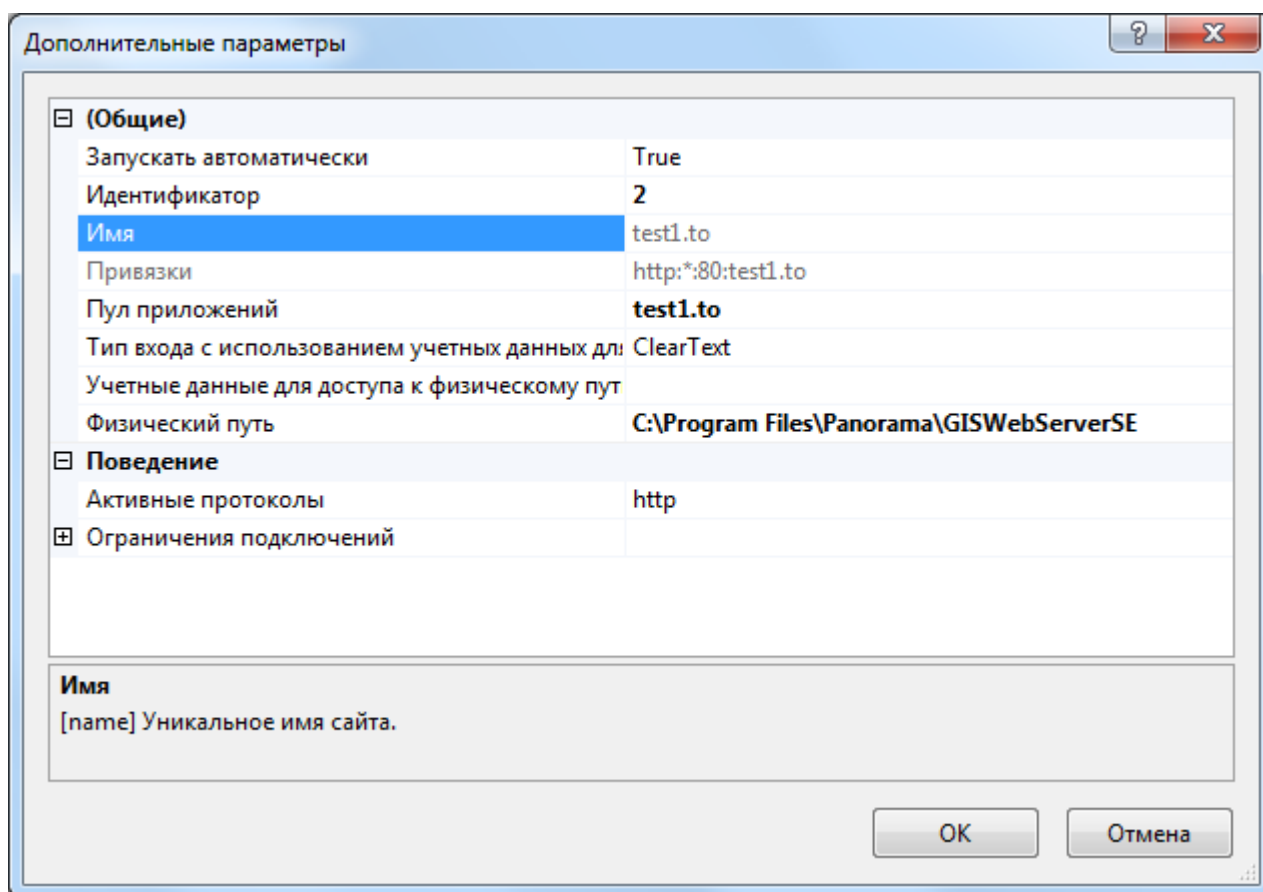 Дополнительные параметры
(Общие)
Запускать автоматически True
Идентификатор 2
Имя test1.to
Привязки http:*:80:test1.to
Пул приложений test1.to
Тип входа с использованием учетных данных для ClearText
Учетные данные для доступа к физическому пут
Физический путь C:\Program Files\Panorama\GISWebServerSE
Поведение
Активные протоколы http
Ограничения подключений
Имя
[name] Уникальное имя сайта.
OK Отмена